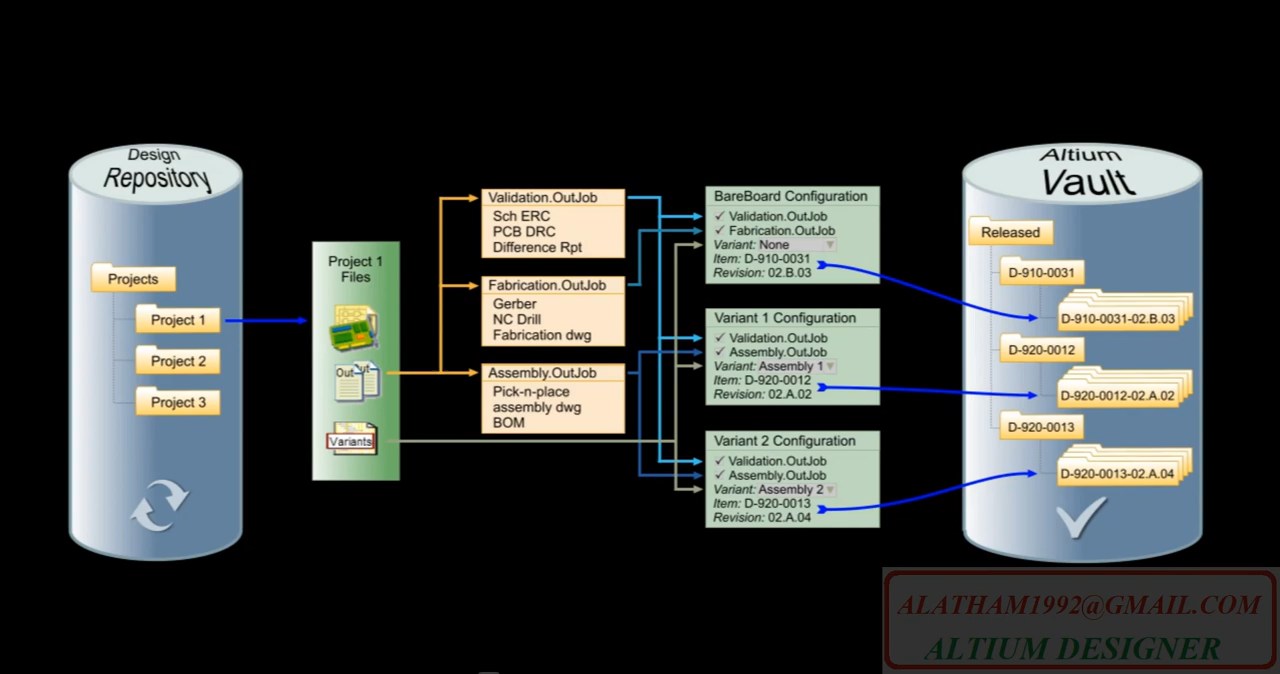 Design
Repository
Projects
Project 1
Project 2
Project 3
Project 1
Files
Out
Variants
Validation.OutJob
Sch ERC
PCB DRC
Difference Rpt
Fabrication.OutJob
Gerber
NC Drill
Fabrication dwg
Assembly.OutJob
Pick-n-place
assembly dwg
BOM
BareBoard Configuration
✓ Validation.OutJob
✓ Fabrication.OutJob
Variant: None
Item: D-910-0031
Revision: 02.B.03
Variant 1 Configuration
✓ Validation.OutJob
✓ Assembly.OutJob
Variant: Assembly 1
Item: D-920-0012
Revision: 02.A.02
Variant 2 Configuration
✓ Validation.OutJob
✓ Assembly.OutJob
Variant: Assembly 2
Item: D-920-0013
Revision: 02.A.04
Altium
Vault
Released
D-910-0031
D-910-0031-02.B.03
D-920-0012
D-920-0012-02.A.02
D-920-0013
D-920-0013-02.A.04
ALATHAM1992@GMAIL.COM
ALTIUM DESIGNER